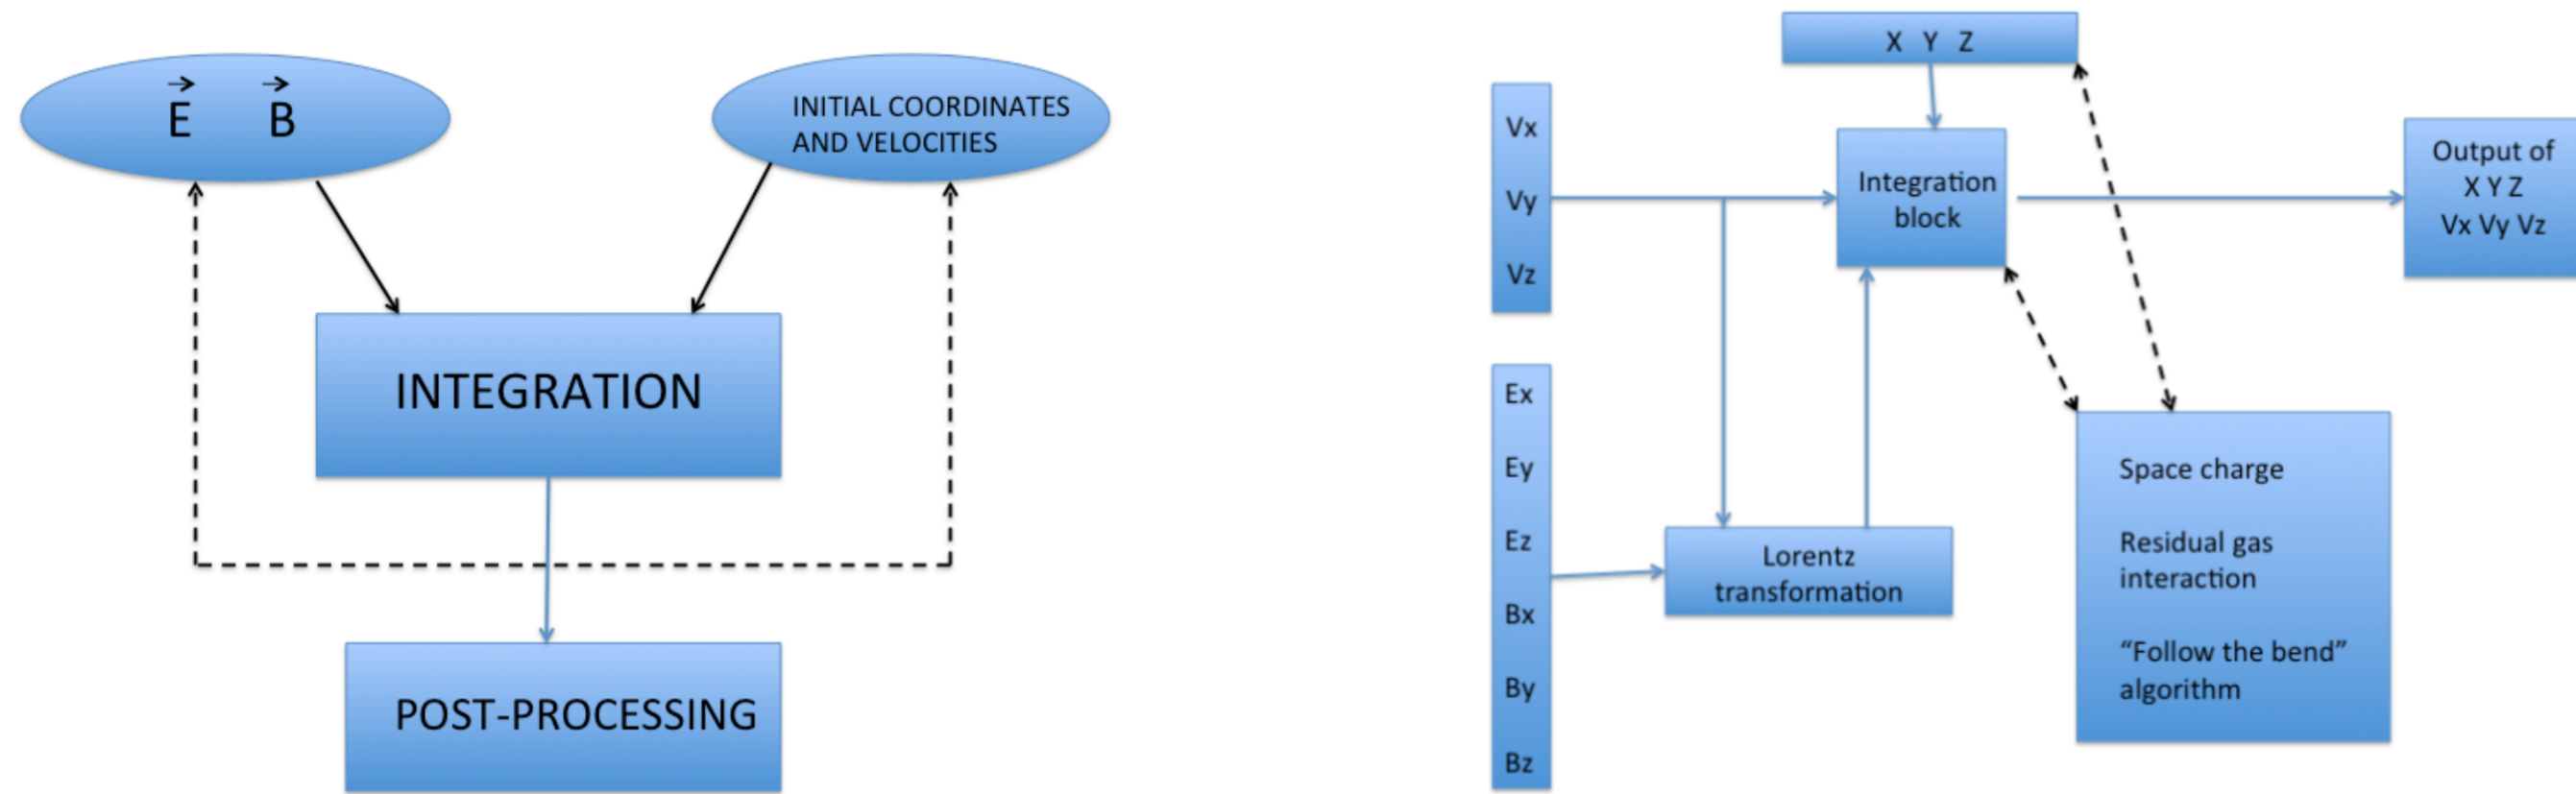 E B
INITIAL COORDINATES
AND VELOCITIES
INTEGRATION
POST-PROCESSING
X Y Z
Vx
Vy
Vz
Integration
block
Output of
X Y Z
Vx Vy Vz
Ex
Ey
Ez
Bx
By
Bz
Lorentz
transformation
Space charge
Residual gas
interaction
“Follow the bend”
algorithm